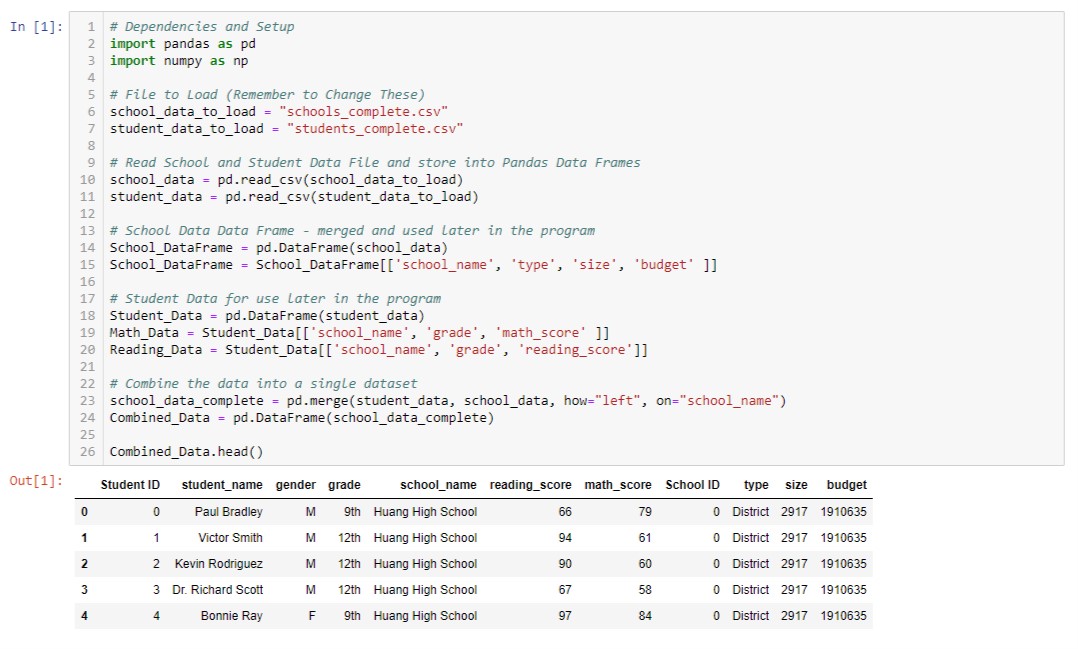 In [1]:
1 # Dependencies and Setup
2 import pandas as pd
3 import numpy as np
4
5 # File to Load (Remember to Change These)
6 school_data_to_load = "schools_complete.csv"
7 student_data_to_load = "students_complete.csv"
8
9 # Read School and Student Data File and store into Pandas Data Frames
10 school_data = pd.read_csv(school_data_to_load)
11 student_data = pd.read_csv(student_data_to_load)
12
13 # School Data Data Frame - merged and used later in the program
14 School_DataFrame = pd.DataFrame(school_data)
15 School_DataFrame = School_DataFrame[['school_name', 'type', 'size', 'budget' ]]
16
17 # Student Data for use later in the program
18 Student_Data = pd.DataFrame(student_data)
19 Math_Data = Student_Data[['school_name', 'grade', 'math_score' ]]
20 Reading_Data = Student_Data[['school_name', 'grade', 'reading_score']]
21
22 # Combine the data into a single dataset
23 school_data_complete = pd.merge(student_data, school_data, how="left", on="school_name")
24 Combined_Data = pd.DataFrame(school_data_complete)
25
26 Combined_Data.head()
Out[1]:
Student ID student_name gender grade school_name reading_score math_score School ID type size budget
0 0 Paul Bradley M 9th Huang High School 66 79 0 District 2917 1910635
1 1 Victor Smith M 12th Huang High School 94 61 0 District 2917 1910635
2 2 Kevin Rodriguez M 12th Huang High School 90 60 0 District 2917 1910635
3 3 Dr. Richard Scott M 12th Huang High School 67 58 0 District 2917 1910635
4 4 Bonnie Ray F 9th Huang High School 97 84 0 District 2917 1910635